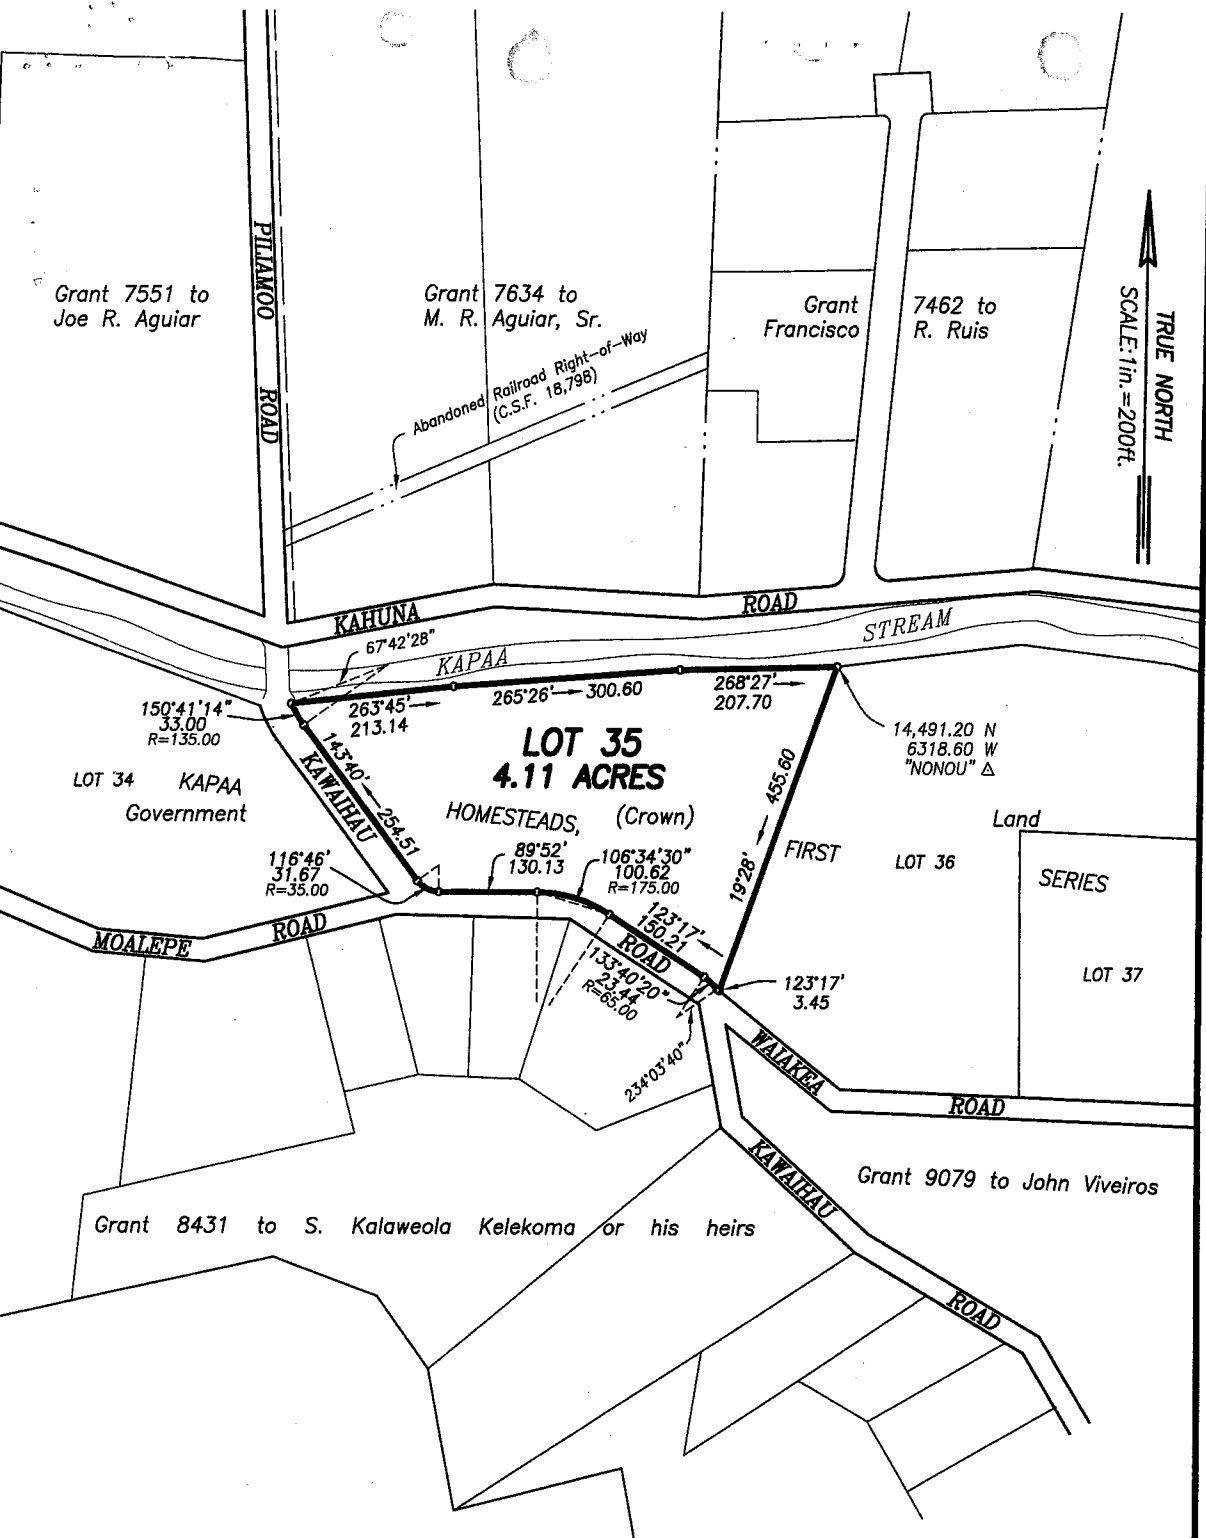 PILIAMOO ROAD
Grant 7551 to
Joe R. Aguiar
Grant 7634 to
M. R. Aguiar, Sr.
Grant 7462 to
Francisco R. Ruis
TRUE NORTH
SCALE: 1in.=200ft.
Abandoned Railroad Right-of-Way
(C.S.F. 18,798)
KAHUNA ROAD
KAPAA STREAM
67°42'28"
150°41'14"
33.00
R=135.00
263°45'
213.14
265°26' 300.60
268°27'
207.70
14,491.20 N
6318.60 W
"NONOU" △
LOT 35
4.11 ACRES
LOT 34 KAPAA
Government
HOMESTEADS, (Crown)
Land
FIRST
LOT 36
SERIES
LOT 37
KAWAIHAU
143°40' 254.51
19°28' 455.60
116°46'
31.67
R=35.00
89°52'
130.13
106°34'30"
100.62
R=175.00
123°17'
150.21
133°40'20"
23.44
R=65.00
123°17'
3.45
234°03'40"
MOALEPE ROAD
ROAD
WAIAKEA ROAD
KAWAIHAU ROAD
Grant 9079 to John Viveiros
Grant 8431 to S. Kalaweola Kelekoma or his heirs